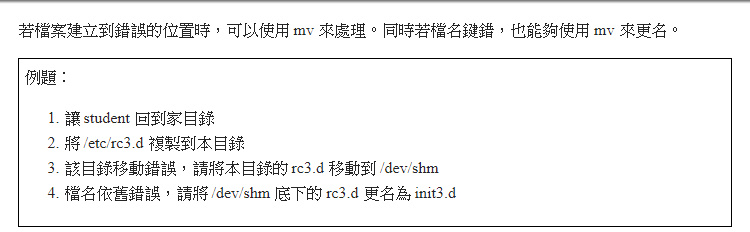 若檔案建立到錯誤的位置時，可以使用 mv 來處理。同時若檔名鍵錯，也能夠使用 mv 來更名。
例題：
1. 讓 student 回到家目錄
2. 將 /etc/rc3.d 複製到本目錄
3. 該目錄移動錯誤，請將本目錄的 rc3.d 移動到 /dev/shm
4. 檔名依舊錯誤，請將 /dev/shm 底下的 rc3.d 更名為 init3.d